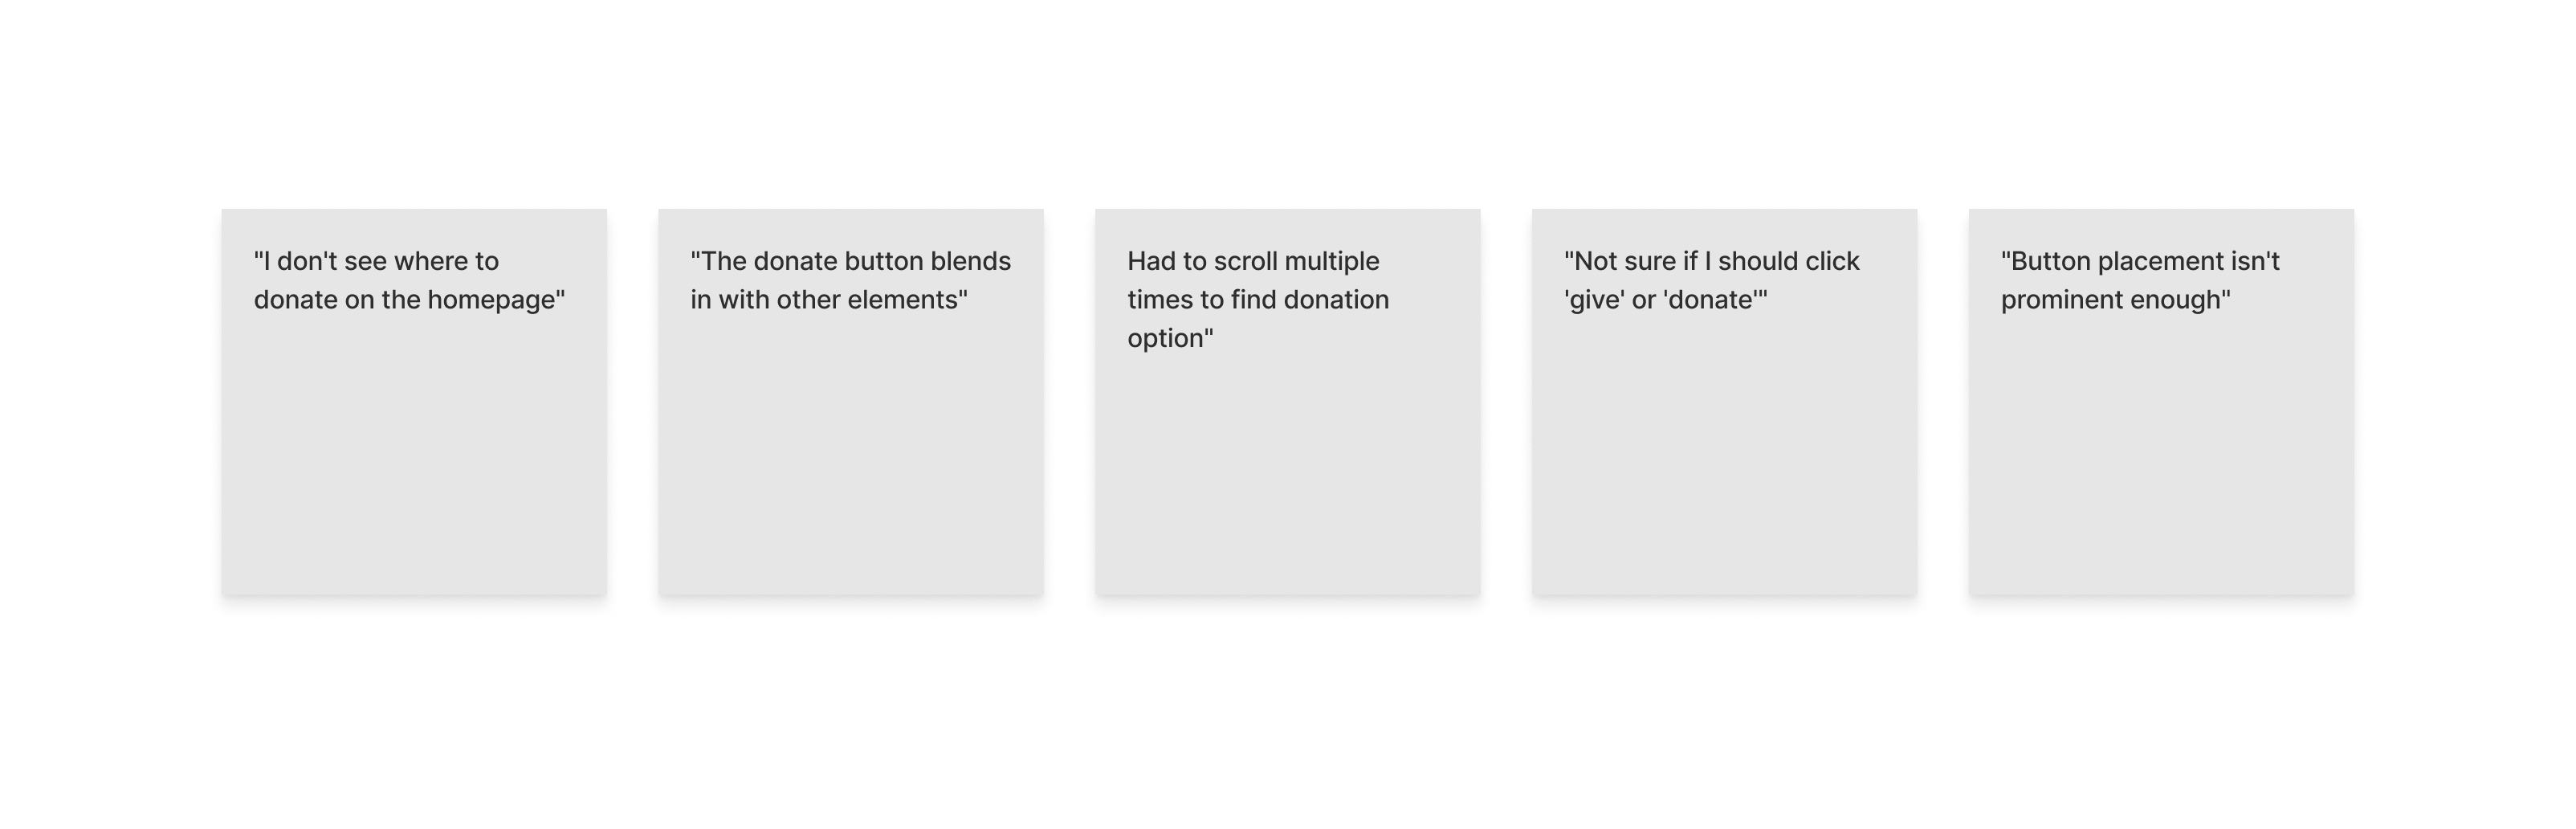 "I don't see where to
donate on the homepage"
"The donate button blends
in with other elements"
Had to scroll multiple
times to find donation
option"
"Not sure if I should click
'give' or 'donate'"
"Button placement isn't
prominent enough"